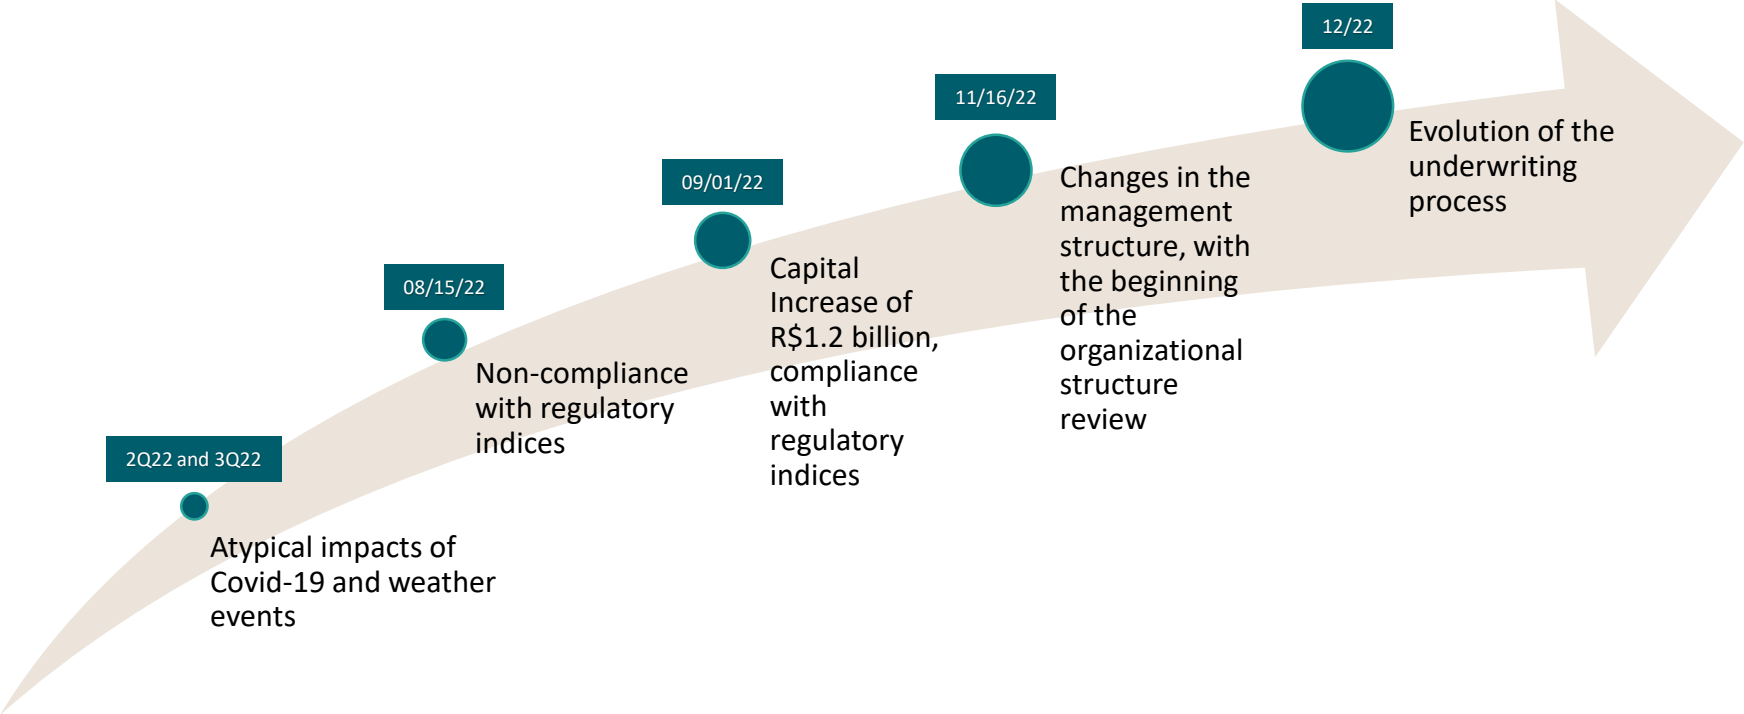 2Q22 and 3Q22
Atypical impacts of
Covid-19 and weather
events
08/15/22
Non-compliance
with regulatory
indices
09/01/22
Capital
Increase of
R$1.2 billion,
compliance
with
regulatory
indices
11/16/22
Changes in the
management
structure, with
the beginning
of the
organizational
structure
review
12/22
Evolution of the
underwriting
process